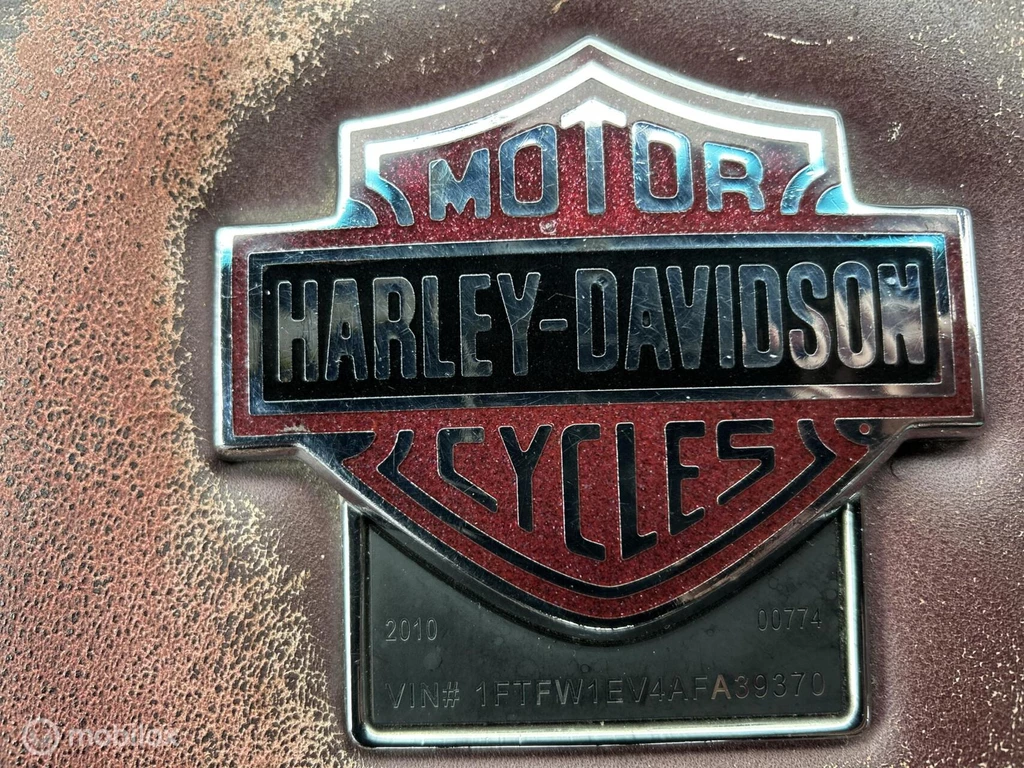 MOTOR
HARLEY-DAVIDSON
CYCLES
2010 00774
VIN# 1FTFW1EV4AFA39370
mobilox